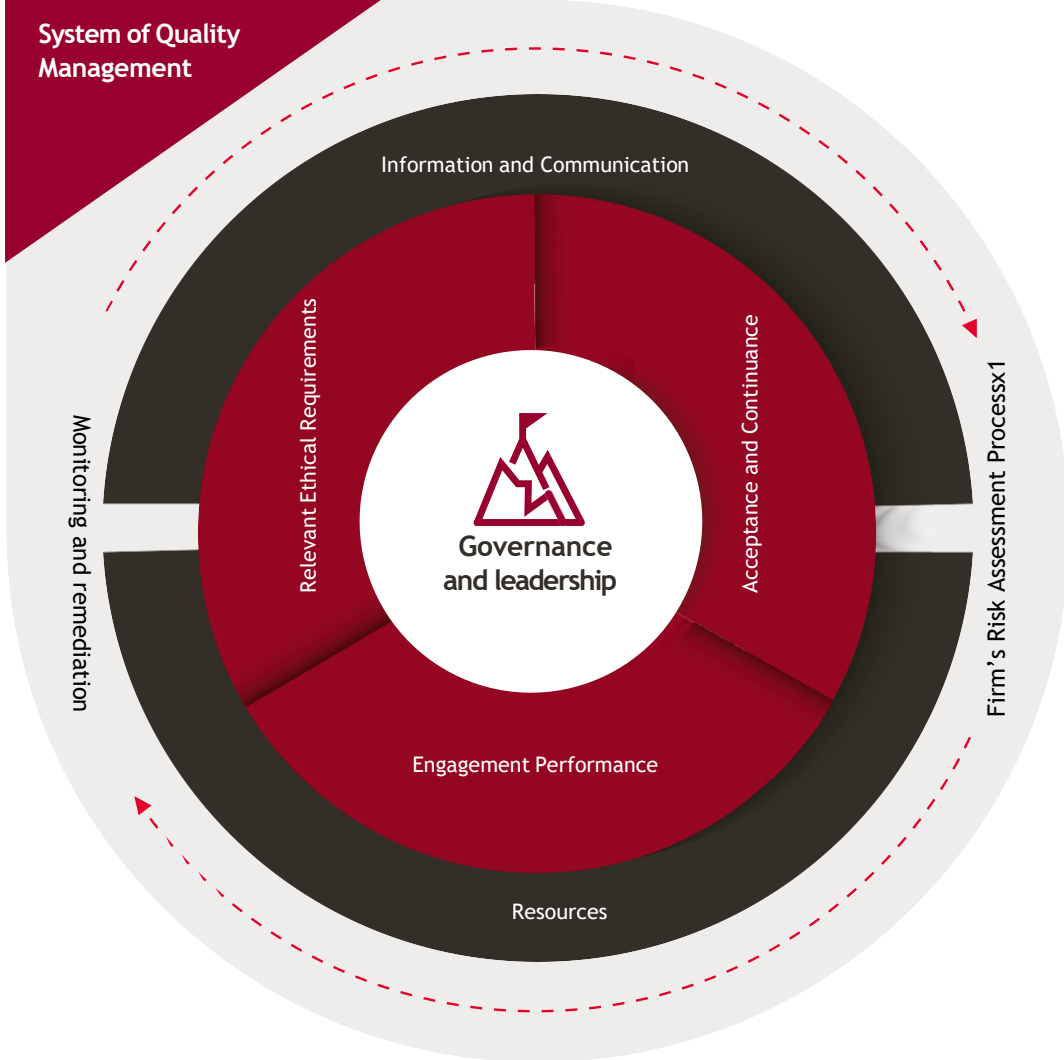 System of Quality
Management
Information and Communication
Relevant Ethical Requirements
Acceptance and Continuance
Monitoring and remediation
Firm's Risk Assessment Processx1
Governance
and leadership
Engagement Performance
Resources